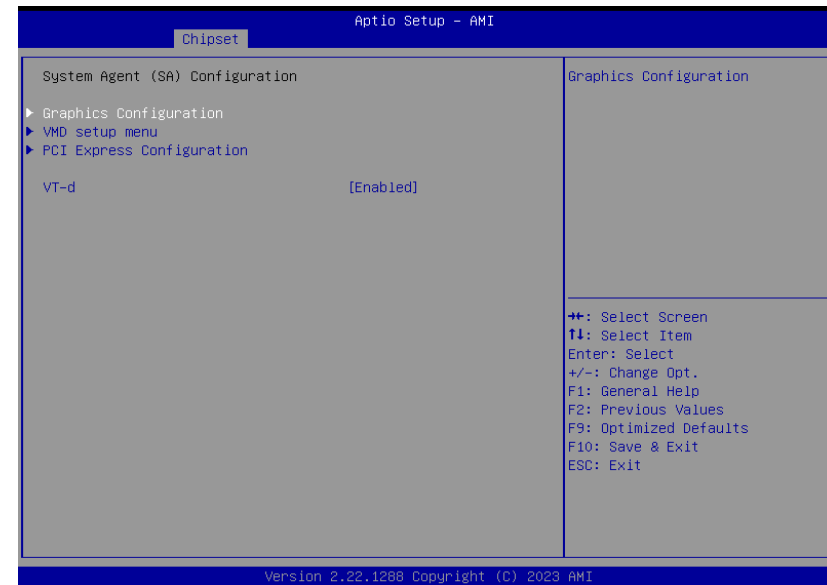 Aptio Setup – AMI
Chipset
System Agent (SA) Configuration
Graphics Configuration
VMD setup menu
PCI Express Configuration
VT-d [Enabled]
Graphics Configuration
→←: Select Screen
↑↓: Select Item
Enter: Select
+/-: Change Opt.
F1: General Help
F2: Previous Values
F9: Optimized Defaults
F10: Save & Exit
ESC: Exit
Version 2.22.1288 Copyright (C) 2023 AMI